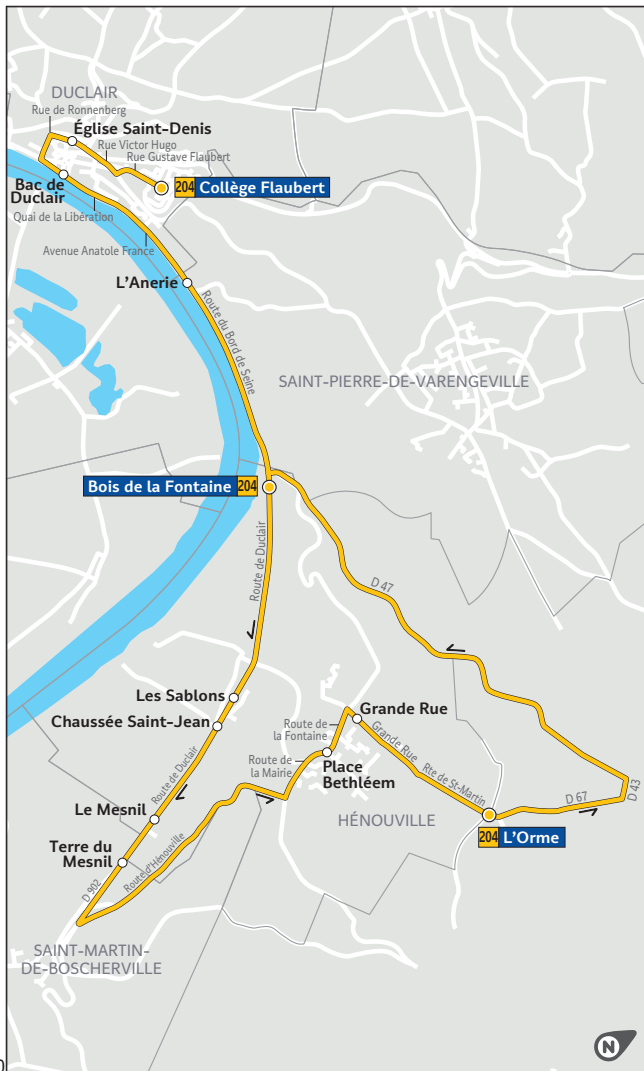 DUCLAIR
Rue de Ronnenberg
Église Saint-Denis
Rue Victor Hugo
Rue Gustave Flaubert
204 Collège Flaubert
Bac de
Duclair
Quai de la Libération
Avenue Anatole France
L'Anerie
Route du Bord de Seine
SAINT-PIERRE-DE-VARENGEVILLE
Bois de la Fontaine 204
Route de Duclair
D 47
Les Sablons
Chaussée Saint-Jean
Grande Rue
Route de
la Fontaine
Grande Rue
Route de
la Mairie
Place
Bethléem
Rte de St-Martin
D 67
D 43
Route de Duclair
Le Mesnil
HÉNOUVILLE
204 L'Orme
Terre du
Mesnil
Route d'Hénouville
D 902
SAINT-MARTIN-
DE-BOSCHERVILLE
N